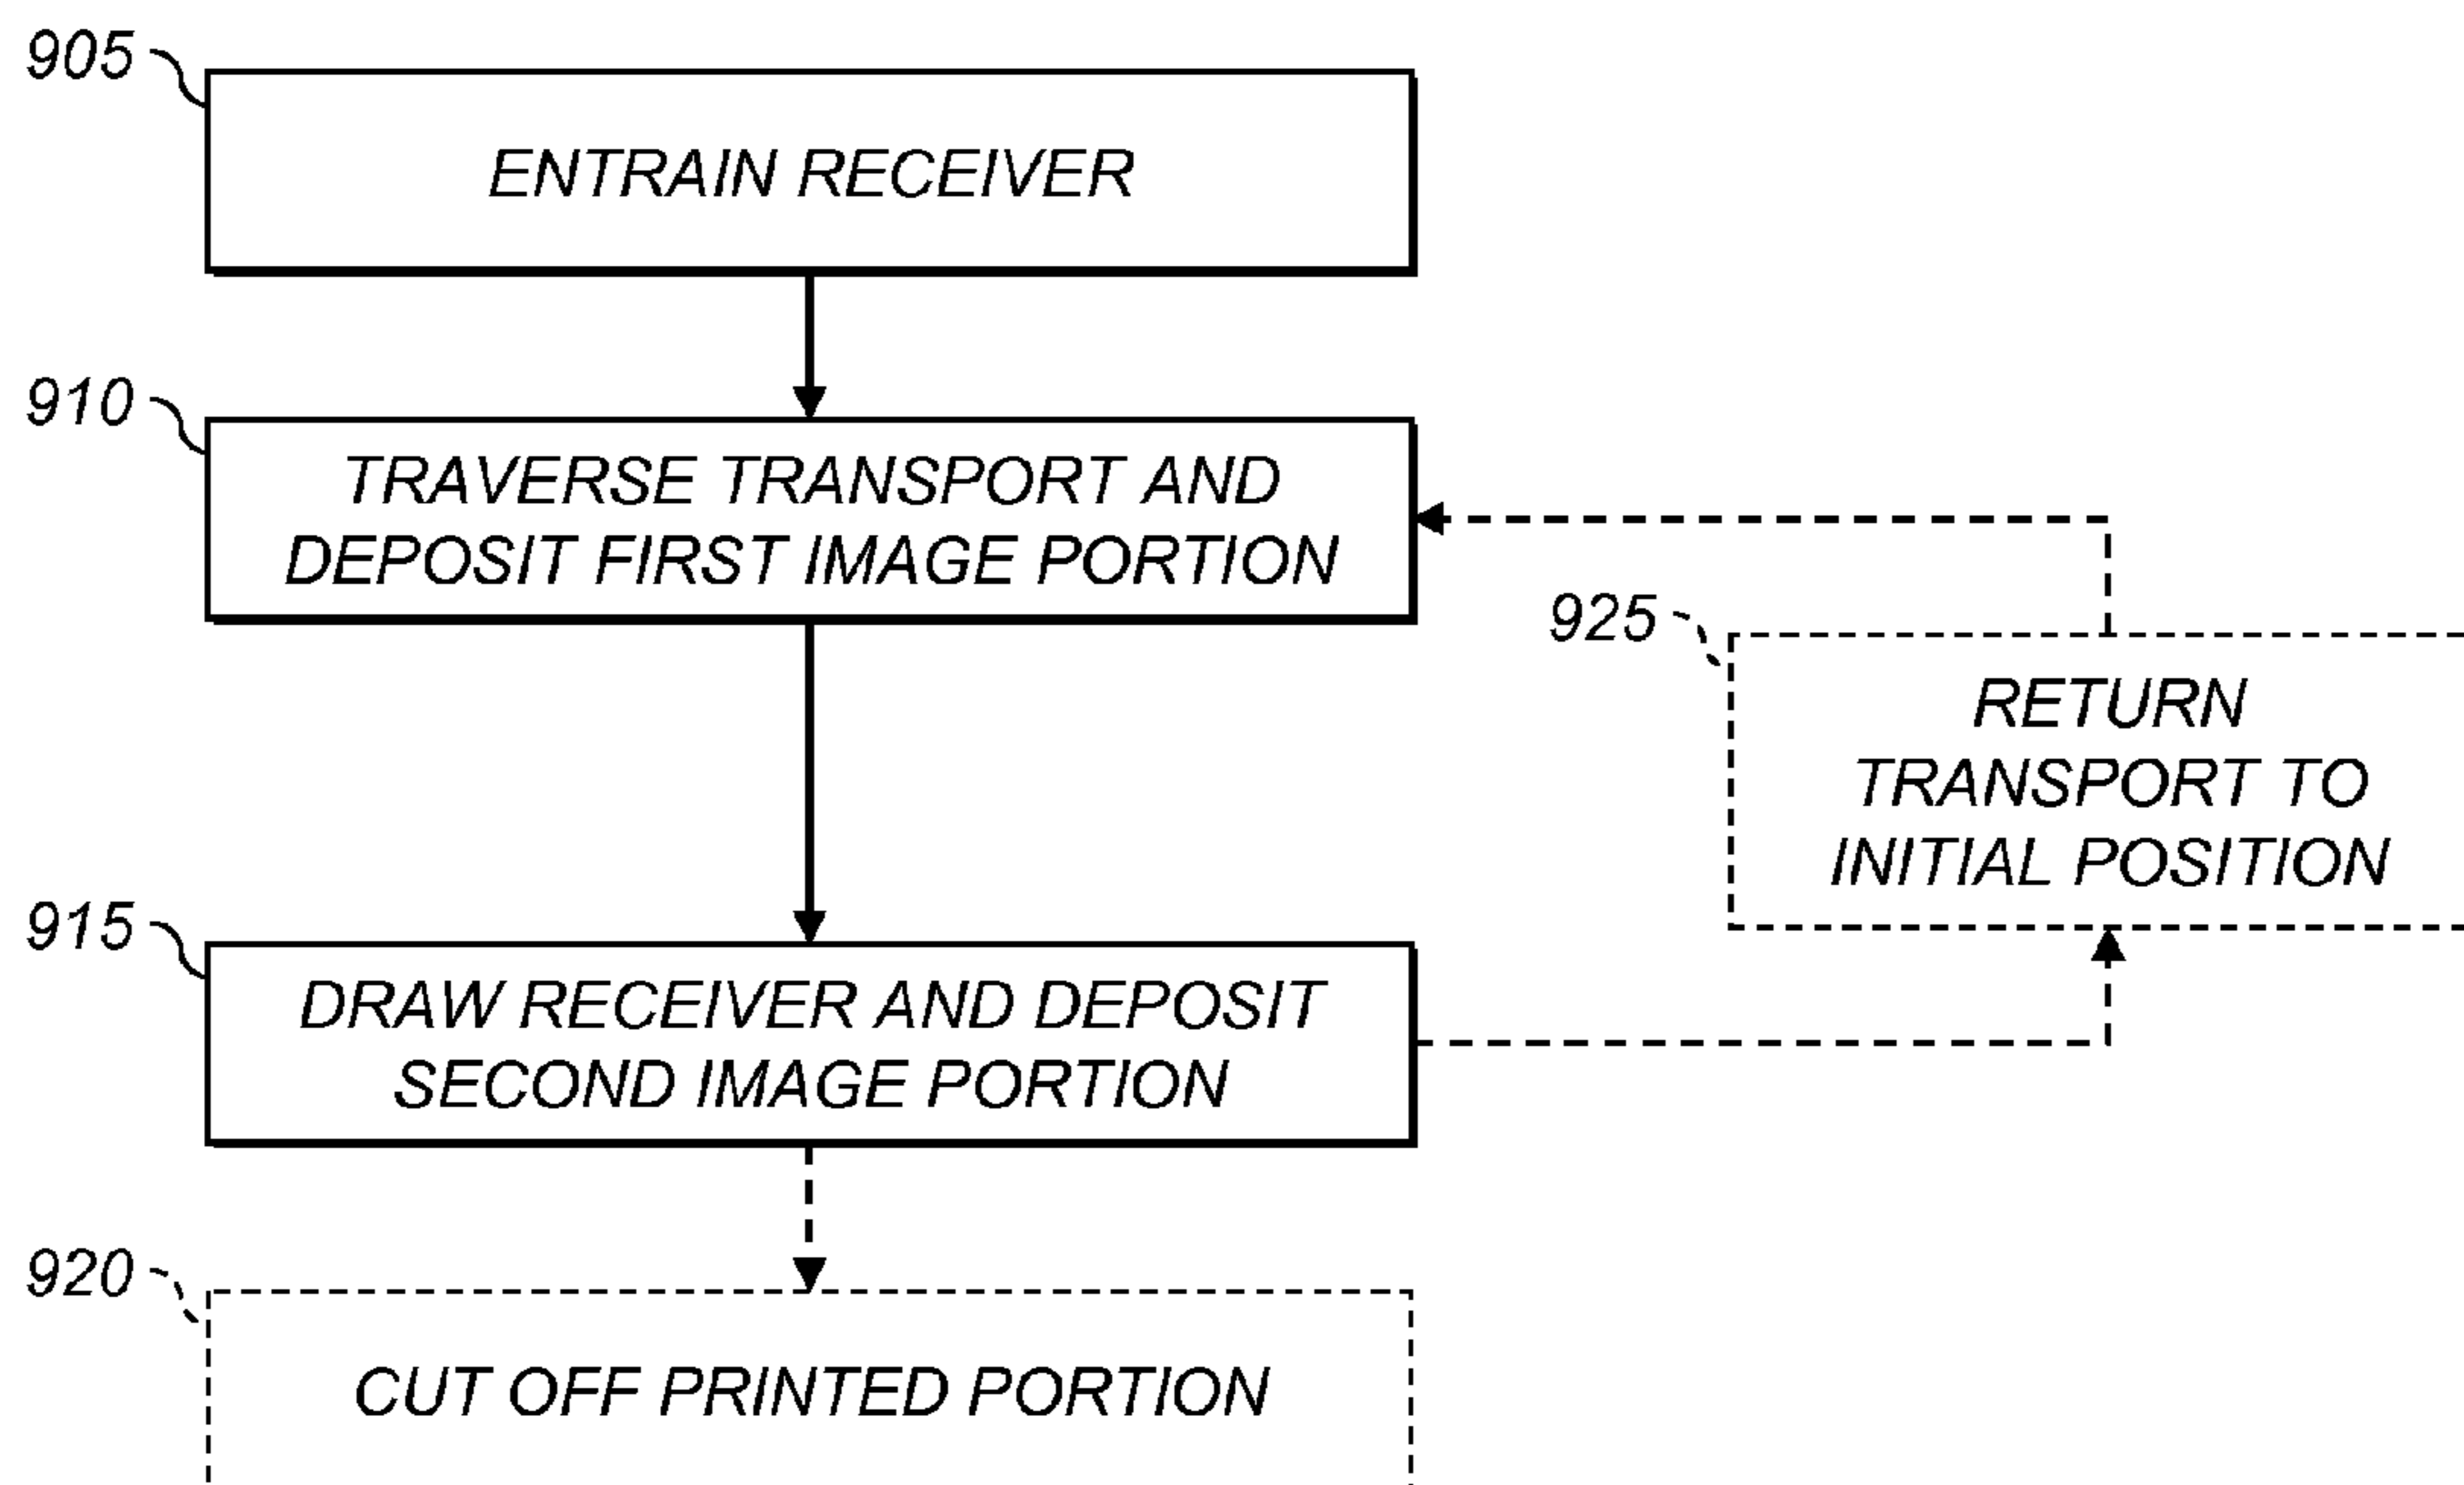 905
ENTRAIN RECEIVER
910
TRAVERSE TRANSPORT AND
DEPOSIT FIRST IMAGE PORTION
925
RETURN
TRANSPORT TO
INITIAL POSITION
915
DRAW RECEIVER AND DEPOSIT
SECOND IMAGE PORTION
920
CUT OFF PRINTED PORTION